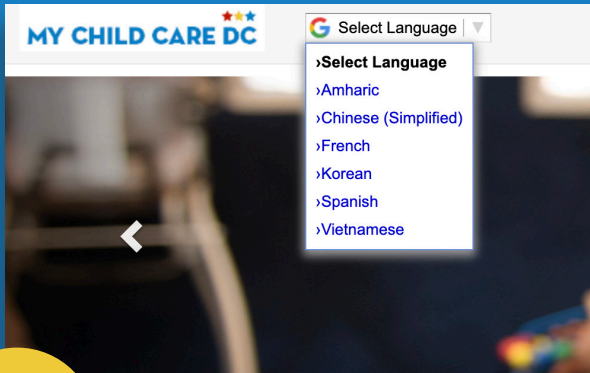 MY CHILD CARE DC
Select Language
›Select Language
›Amharic
›Chinese (Simplified)
›French
›Korean
›Spanish
›Vietnamese